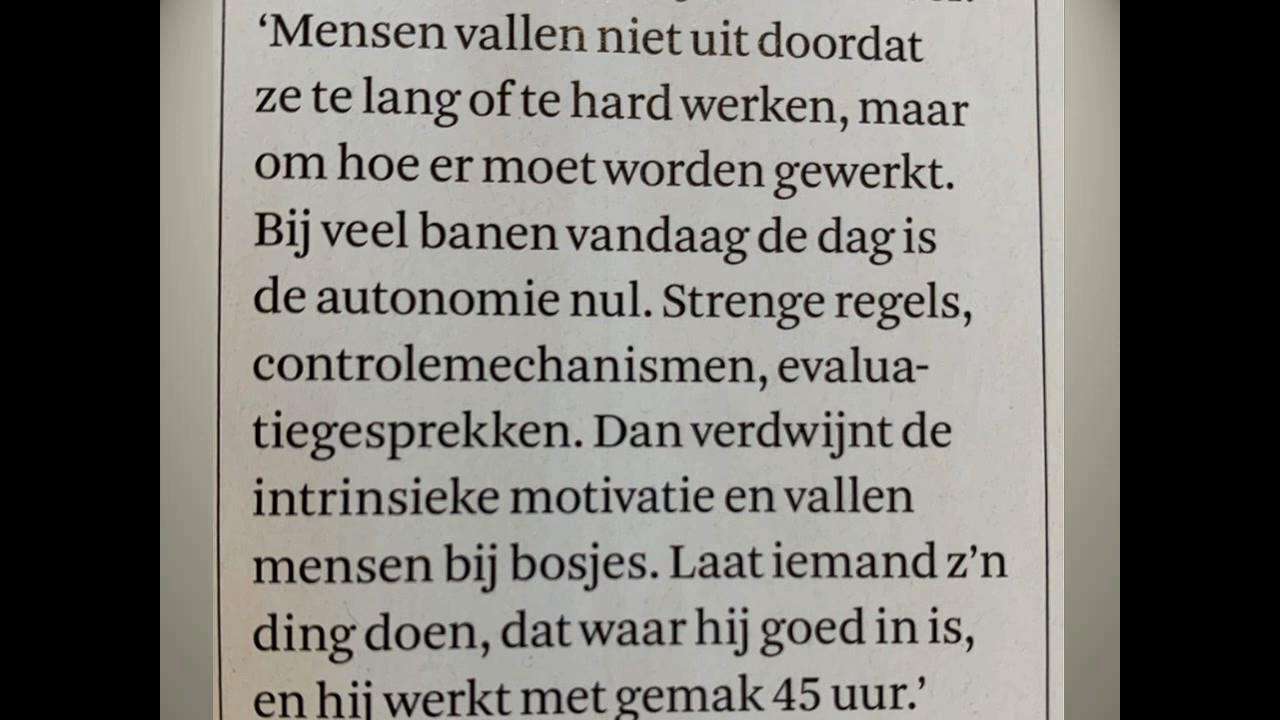 ‘Mensen vallen niet uit doordat
ze te lang of te hard werken, maar
om hoe er moet worden gewerkt.
Bij veel banen vandaag de dag is
de autonomie nul. Strenge regels,
controlemechanismen, evalua-
tiegesprekken. Dan verdwijnt de
intrinsieke motivatie en vallen
mensen bij bosjes. Laat iemand z’n
ding doen, dat waar hij goed in is,
en hij werkt met gemak 45 uur.’